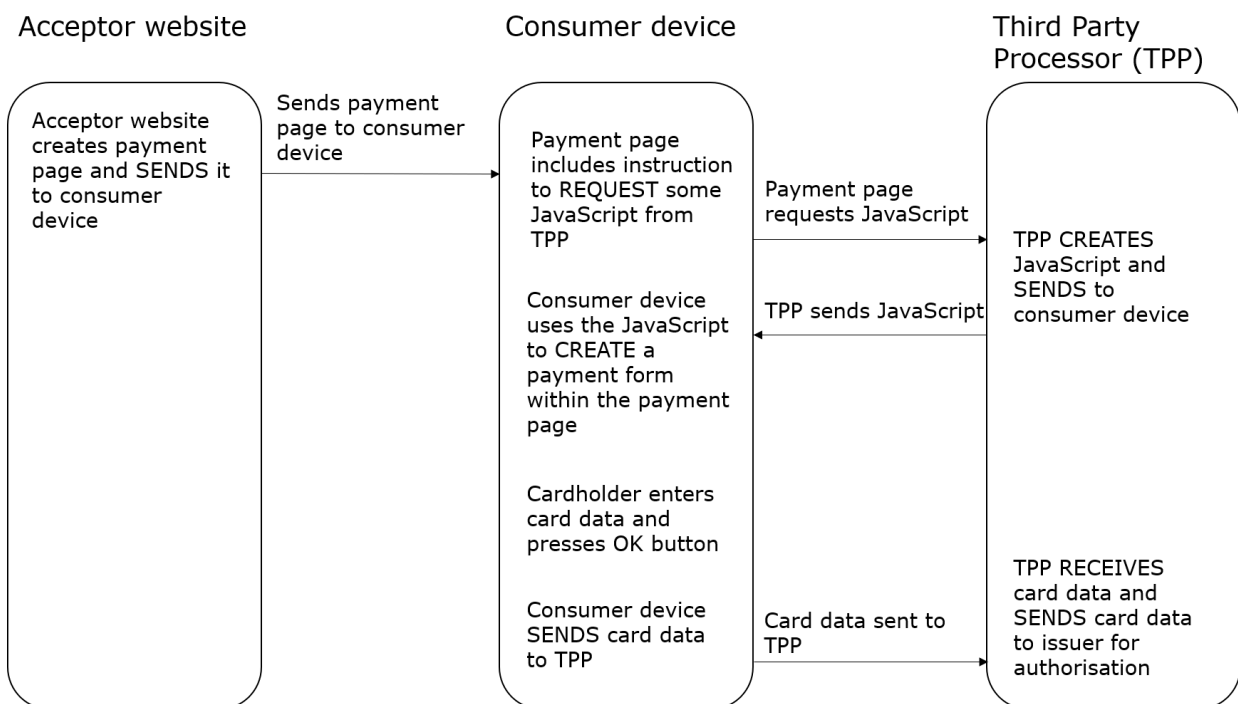 Acceptor website
Consumer device
Third Party
Processor (TPP)
Acceptor website
creates payment
page and SENDS it
to consumer
device
Sends payment
page to consumer
device
Payment page
includes instruction
to REQUEST some
JavaScript from
TPP
Payment page
requests JavaScript
TPP CREATES
JavaScript and
SENDS to
consumer device
TPP sends JavaScript
Consumer device
uses the JavaScript
to CREATE a
payment form
within the payment
page
Cardholder enters
card data and
presses OK button
Consumer device
SENDS card data
to TPP
Card data sent to
TPP
TPP RECEIVES
card data and
SENDS card data
to issuer for
authorisation